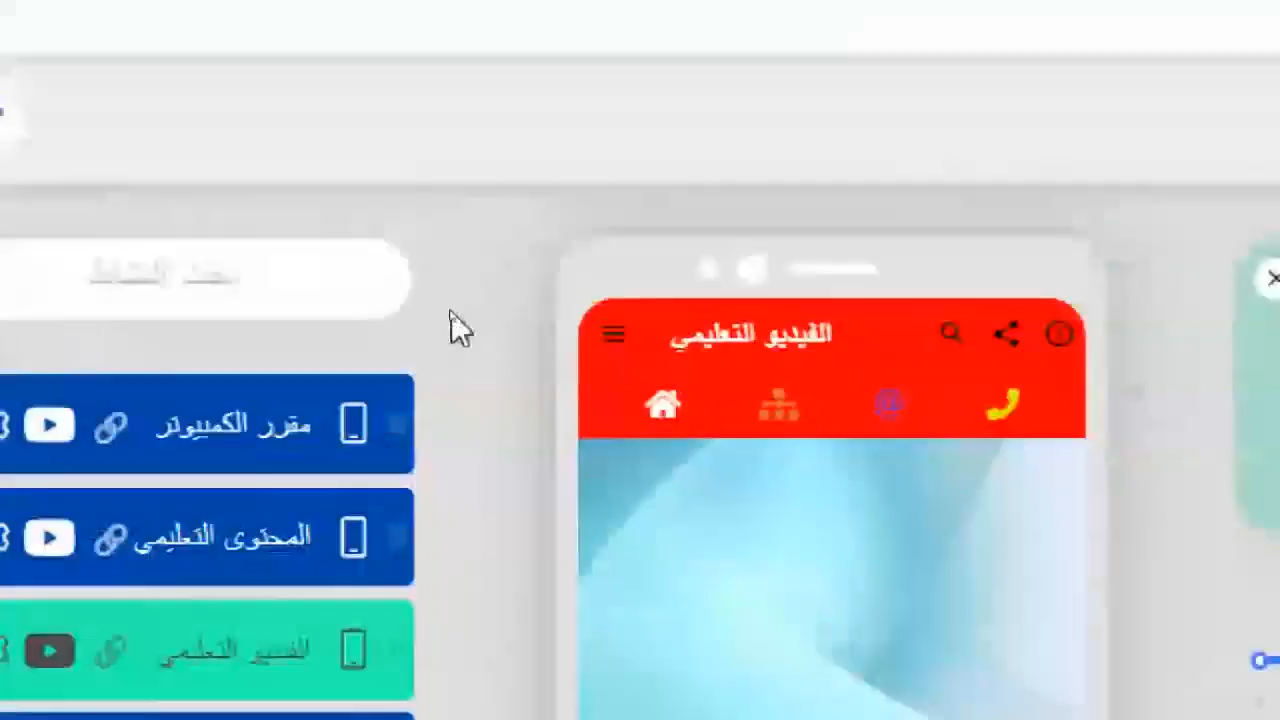 الفيديو التعليمي
مقرر الكمبيوتر
المحتوى التعليمي
الفيديو التعليمي